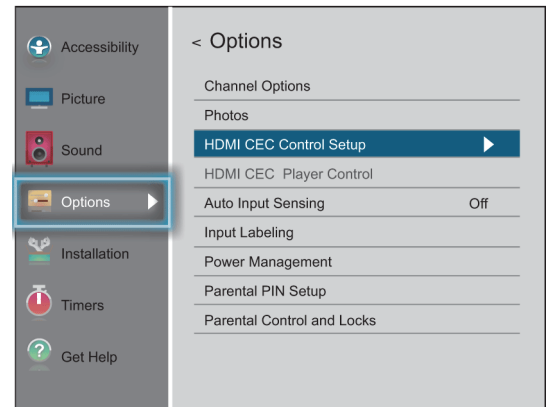 Accessibility
Picture
Sound
Options
Installation
Timers
Get Help
< Options
Channel Options
Photos
HDMI CEC Control Setup
HDMI CEC Player Control
Auto Input Sensing Off
Input Labeling
Power Management
Parental PIN Setup
Parental Control and Locks